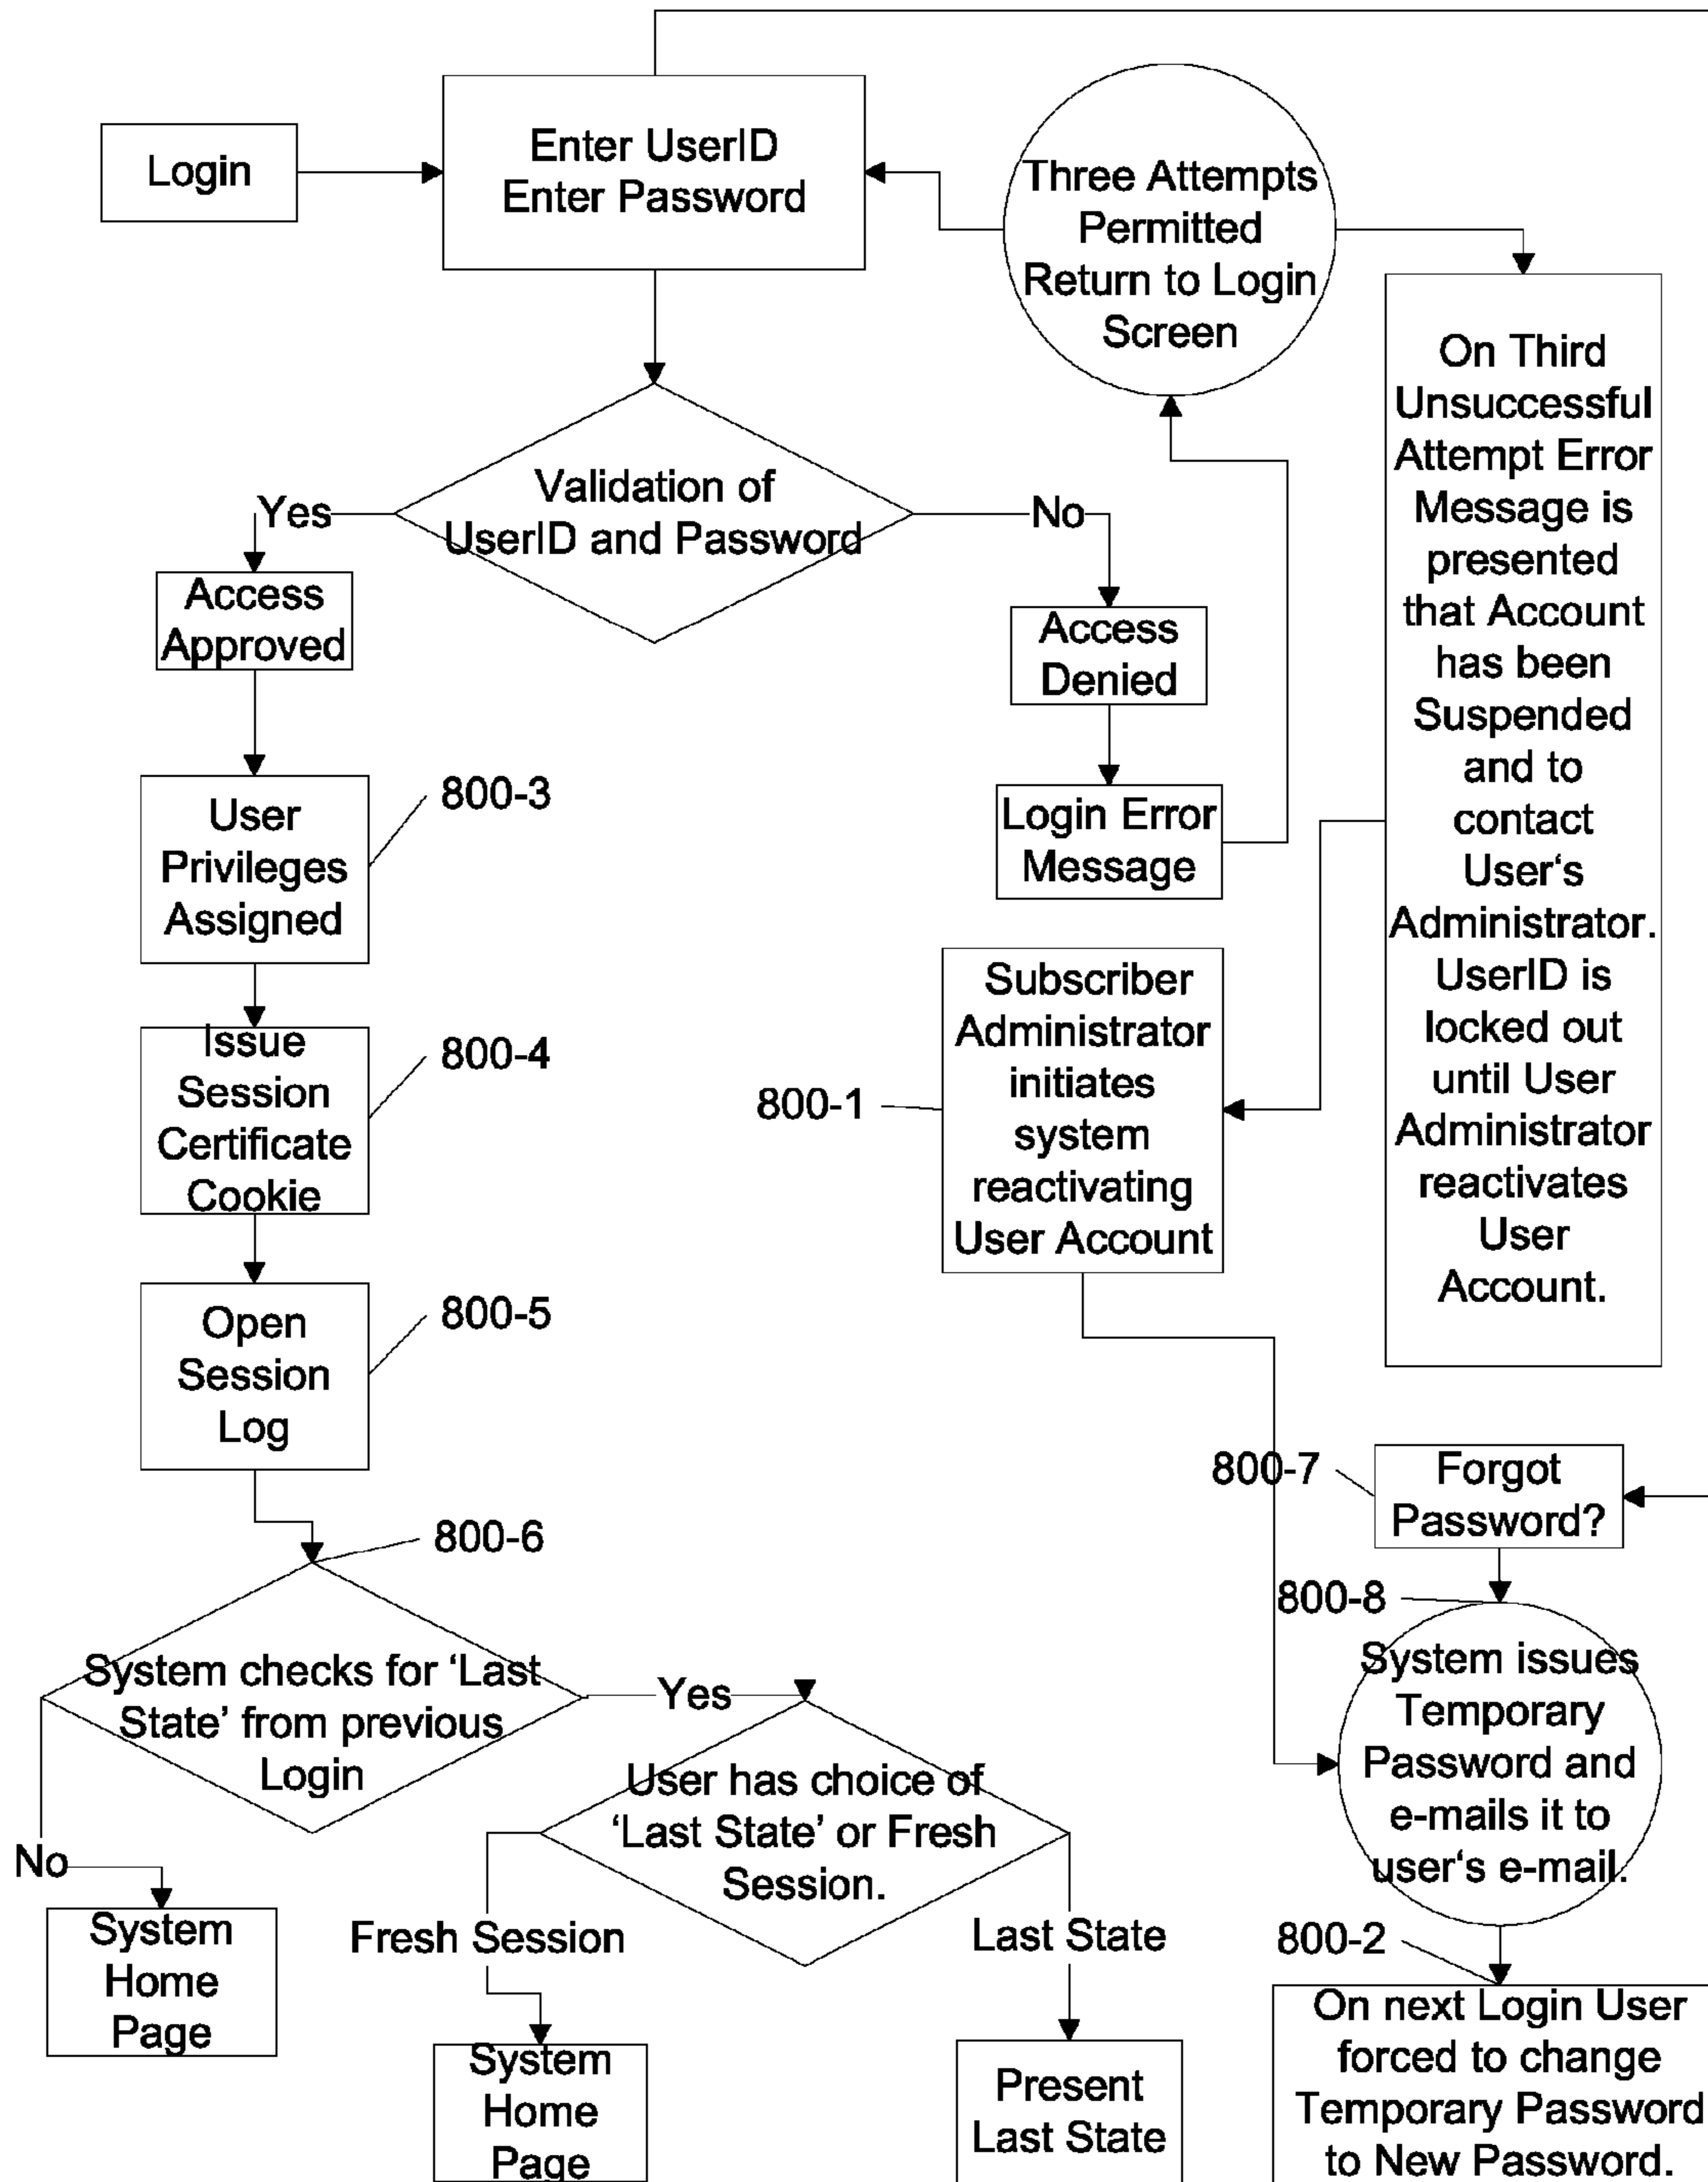 Login
Enter UserID
Enter Password
Three Attempts
Permitted
Return to Login
Screen
On Third
Unsuccessful
Attempt Error
Message is
presented
that Account
has been
Suspended
and to
contact
User‘s
Administrator.
UserID is
locked out
until User
Administrator
reactivates
User
Account.
Validation of
UserID and Password
Yes
No
Access
Approved
Access
Denied
User
Privileges
Assigned
800-3
Login Error
Message
Issue
Session
Certificate
Cookie
800-4
Subscriber
Administrator
initiates
system
reactivating
User Account
800-1
Open
Session
Log
800-5
800-7
Forgot
Password?
800-6
800-8
System checks for ‘Last
State’ from previous
Login
Yes
System issues
Temporary
Password and
e-mails it to
user‘s e-mail.
User has choice of
‘Last State’ or Fresh
Session.
No
System
Home
Page
Fresh Session
Last State
800-2
System
Home
Page
Present
Last State
On next Login User
forced to change
Temporary Password
to New Password.